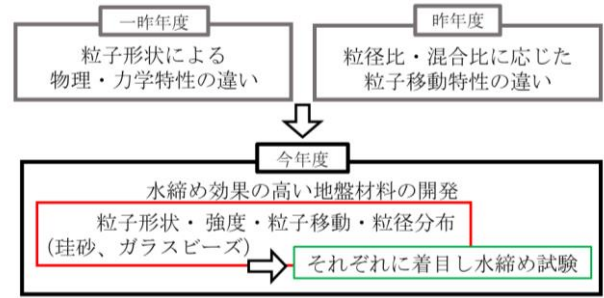 一昨年度
粒子形状による
物理・力学特性の違い
昨年度
粒径比・混合比に応じた
粒子移動特性の違い
今年度
水締め効果の高い地盤材料の開発
粒子形状・強度・粒子移動・粒径分布
(珪砂、ガラスビーズ)
それぞれに着目し水締め試験